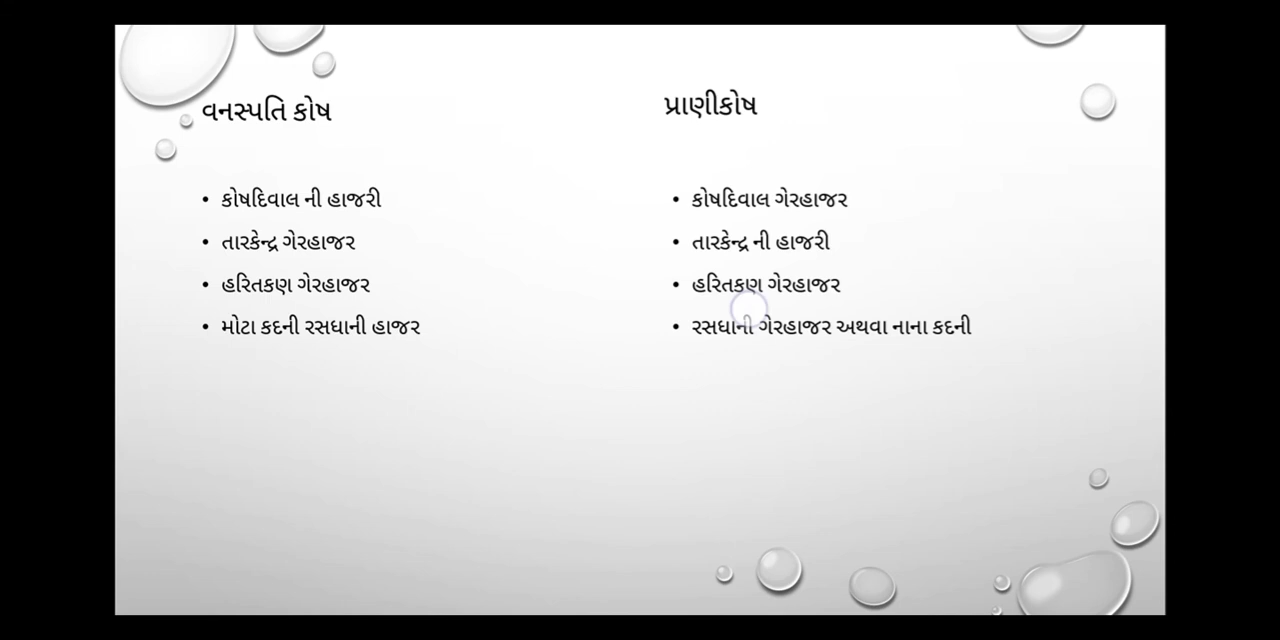 વનસ્પતિ કોષ
• કોષદિવાલ ની હાજરી
• તારકેન્દ્ર ગેરહાજર
• હરિતકણ ગેરહાજર
• મોટા કદની રસધાની હાજર
પ્રાણીકોષ
• કોષદિવાલ ગેરહાજર
• તારકેન્દ્ર ની હાજરી
• હરિતકણ ગેરહાજર
• રસધાની ગેરહાજર અથવા નાના કદની